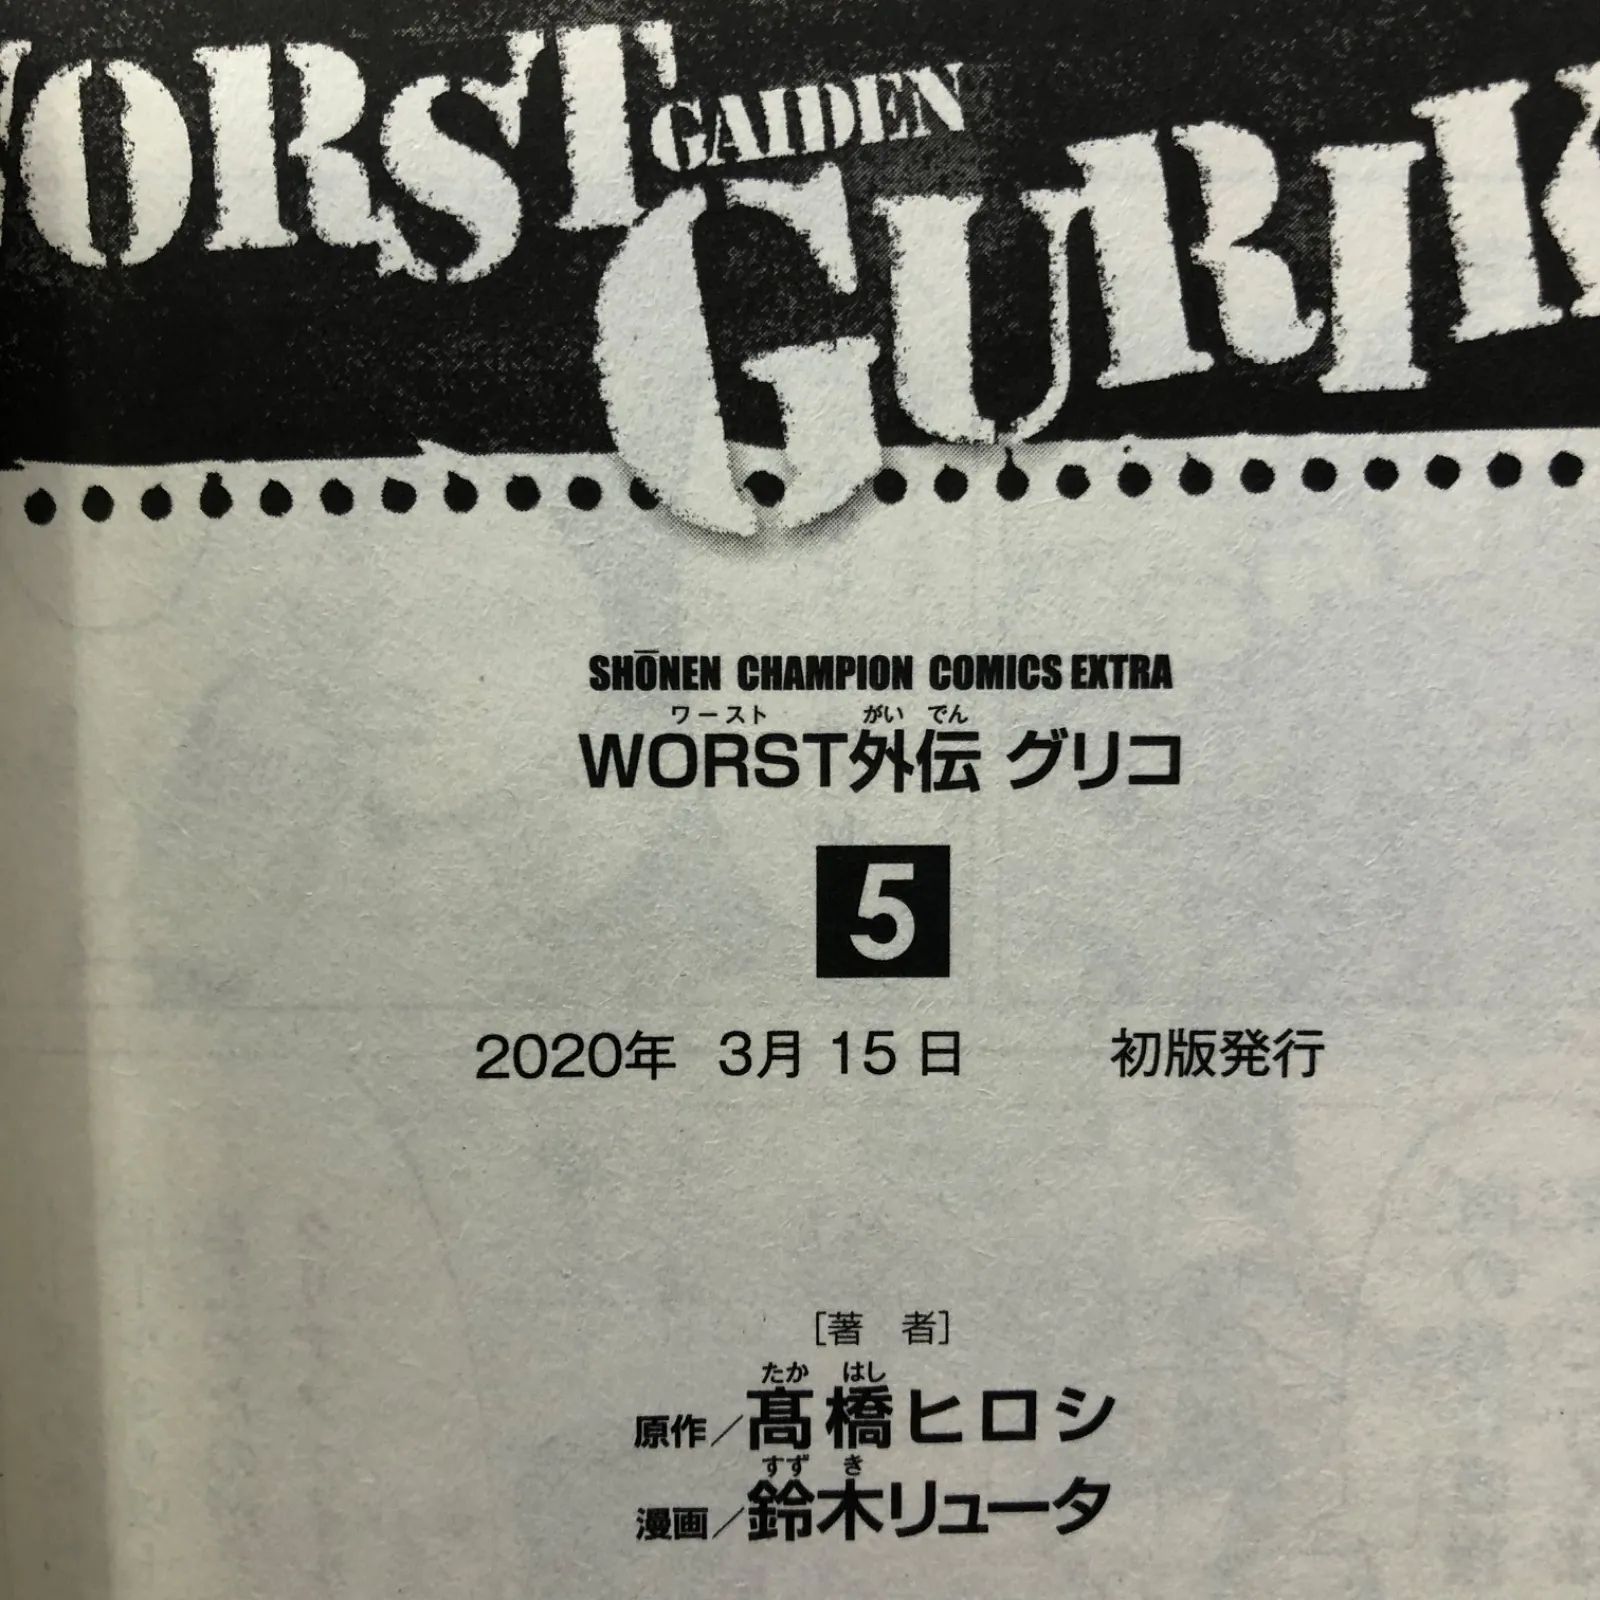 WORST
GAIDEN
GURIK
SHŌNEN CHAMPION COMICS EXTRA
ワースト がいでん
WORST外伝 グリコ
5
2020年 3月15日 初版発行
[著 者]
たか はし
原作／髙橋ヒロシ
すず き
漫画／鈴木リュータ